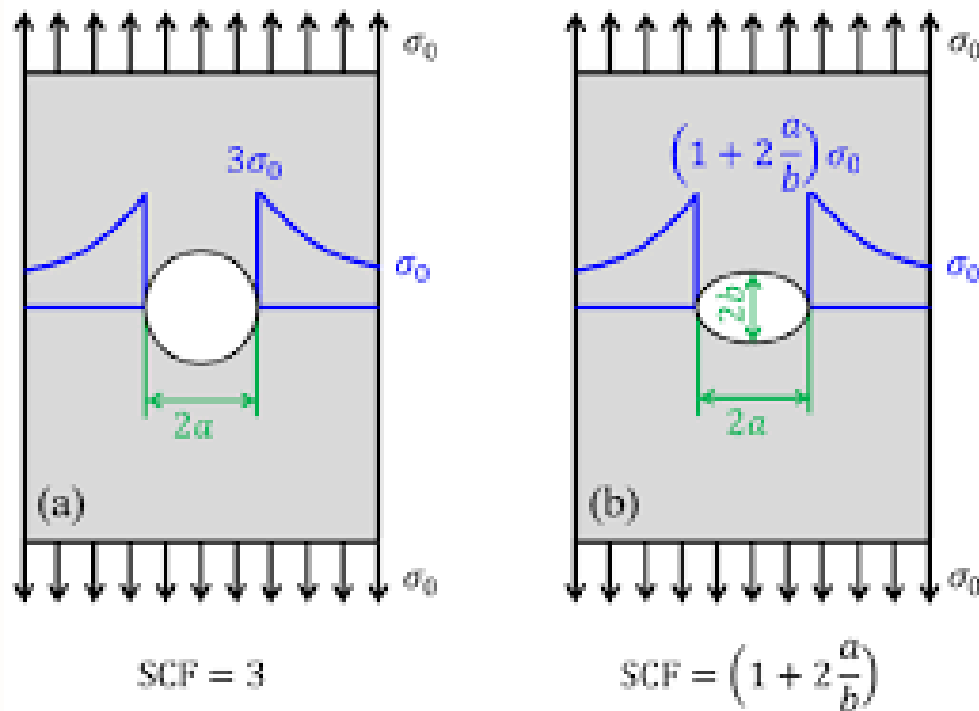 σ₀
3σ₀
σ₀
2a
(a)
σ₀
SCF = 3
σ₀
(1 + 2 a/b) σ₀
σ₀
2b
2a
(b)
σ₀
SCF = (1 + 2 a/b)